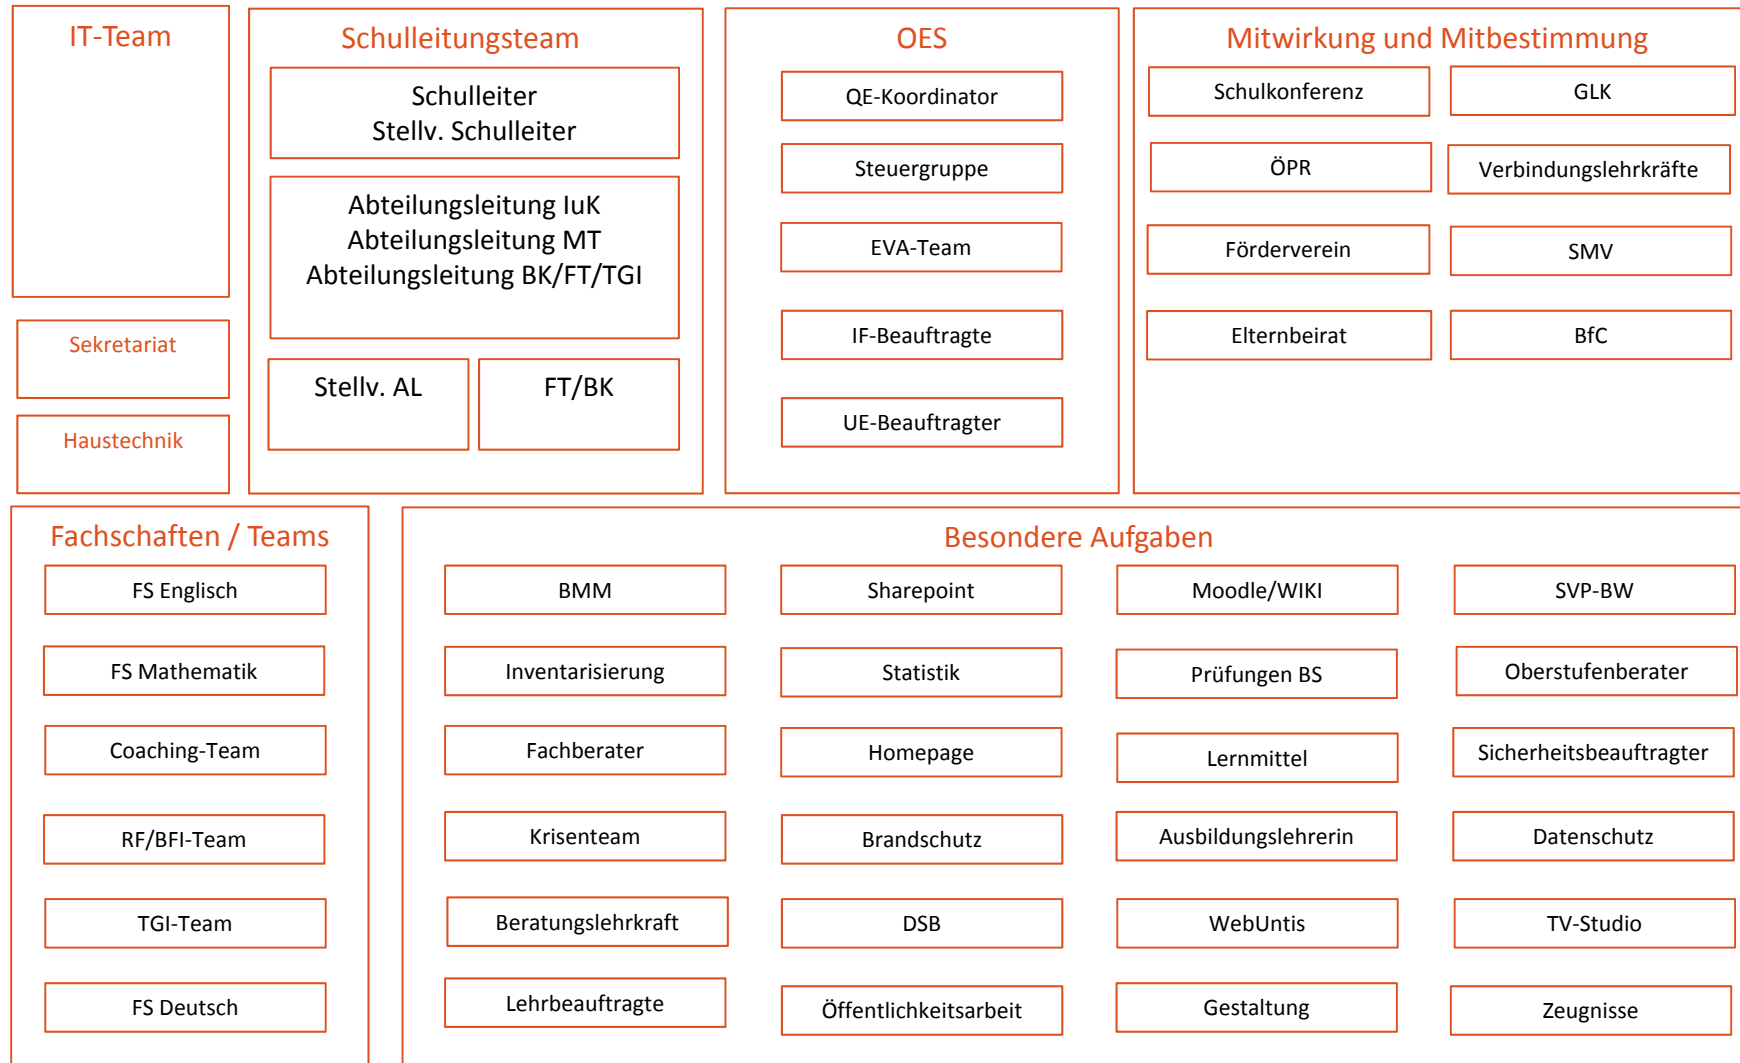 IT-Team
Sekretariat
Haustechnik
Schulleitungsteam
Schulleiter
Stellv. Schulleiter
Abteilungsleitung IuK
Abteilungsleitung MT
Abteilungsleitung BK/FT/TGI
Stellv. AL
FT/BK
OES
QE-Koordinator
Steuergruppe
EVA-Team
IF-Beauftragte
UE-Beauftragter
Mitwirkung und Mitbestimmung
Schulkonferenz
GLK
ÖPR
Verbindungslehrkräfte
Förderverein
SMV
Elternbeirat
BfC
Fachschaften / Teams
FS Englisch
FS Mathematik
Coaching-Team
RF/BFI-Team
TGI-Team
FS Deutsch
Besondere Aufgaben
BMM
Sharepoint
Moodle/WIKI
SVP-BW
Inventarisierung
Statistik
Prüfungen BS
Oberstufenberater
Fachberater
Homepage
Lernmittel
Sicherheitsbeauftragter
Krisenteam
Brandschutz
Ausbildungslehrerin
Datenschutz
Beratungslehrkraft
DSB
WebUntis
TV-Studio
Lehrbeauftragte
Öffentlichkeitsarbeit
Gestaltung
Zeugnisse